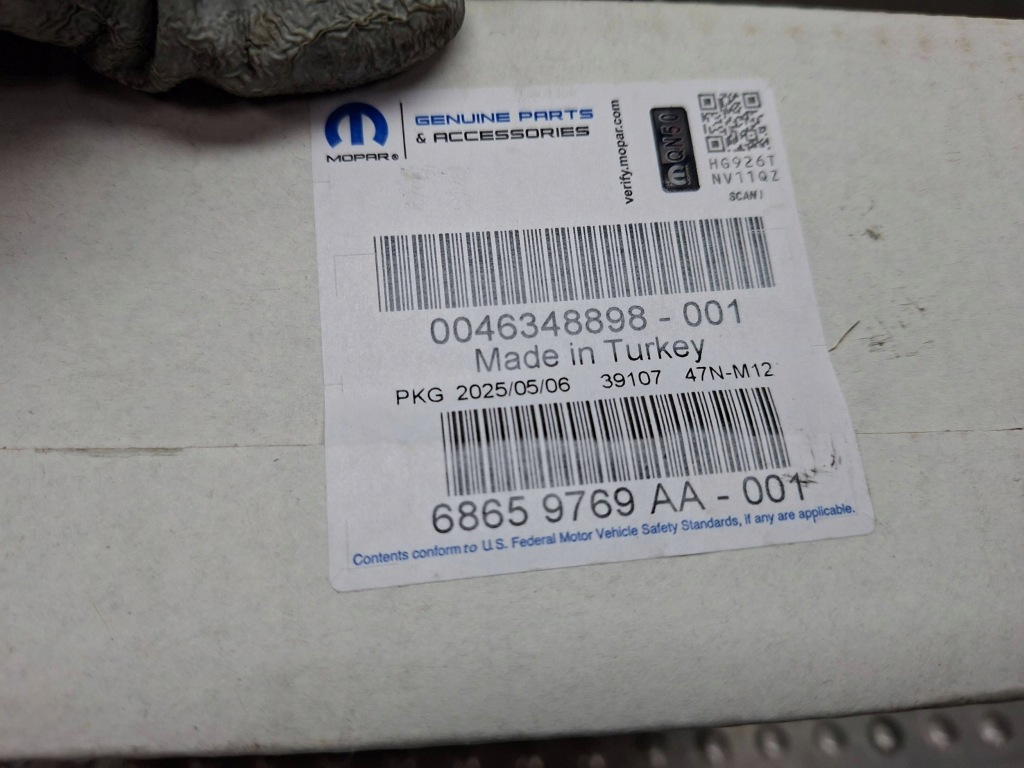 MOPAR®
GENUINE PARTS
& ACCESSORIES
verify.mopar.com
QN50
HG926T
NV11QZ
SCAN!
0046348898 - 001
Made in Turkey
PKG 2025/05/06 39107 47N-M12
6865 9769 AA - 001
Contents conform to U.S. Federal Motor Vehicle Safety Standards, if any are applicable.